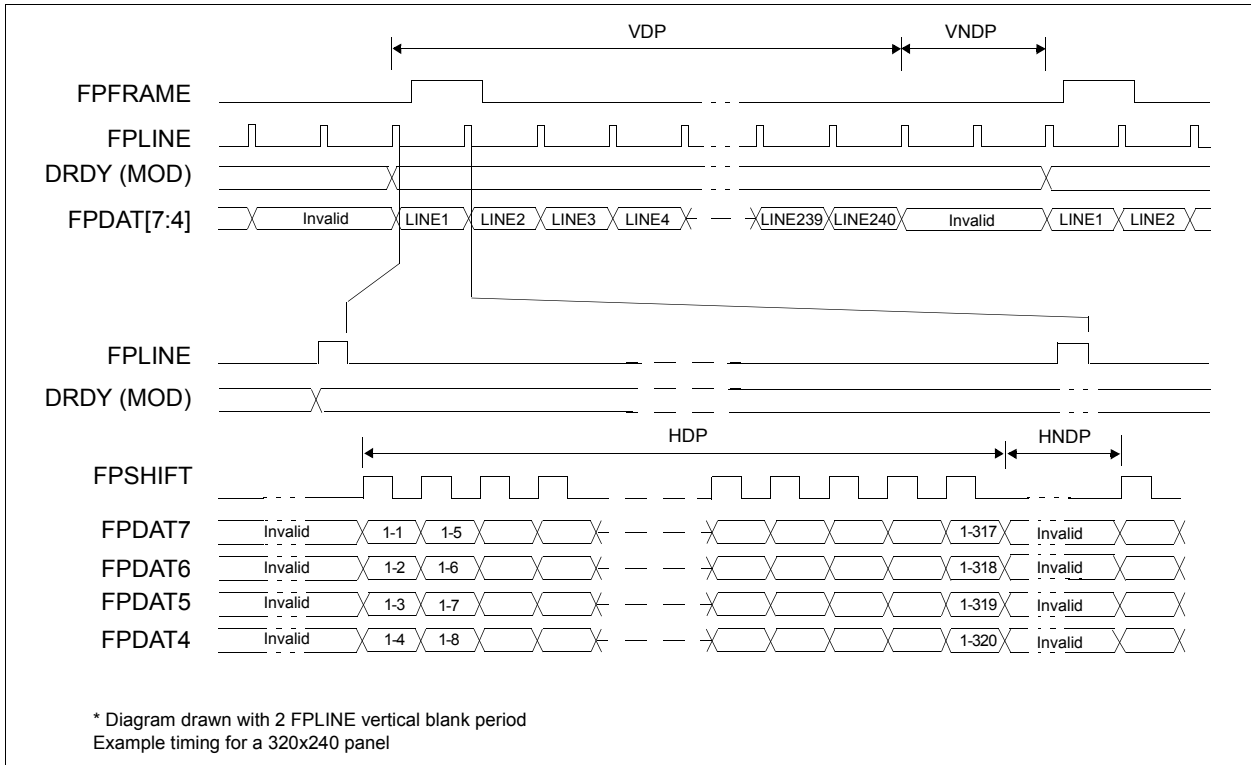 VDP VNDP
FPFRAME
FPLINE
DRDY (MOD)
FPDAT[7:4] Invalid LINE1 LINE2 LINE3 LINE4 LINE239 LINE240 Invalid LINE1 LINE2
FPLINE
DRDY (MOD)
HDP HNDP
FPSHIFT
FPDAT7 Invalid 1-1 1-5 1-317 Invalid
FPDAT6 Invalid 1-2 1-6 1-318 Invalid
FPDAT5 Invalid 1-3 1-7 1-319 Invalid
FPDAT4 Invalid 1-4 1-8 1-320 Invalid
* Diagram drawn with 2 FPLINE vertical blank period
Example timing for a 320x240 panel